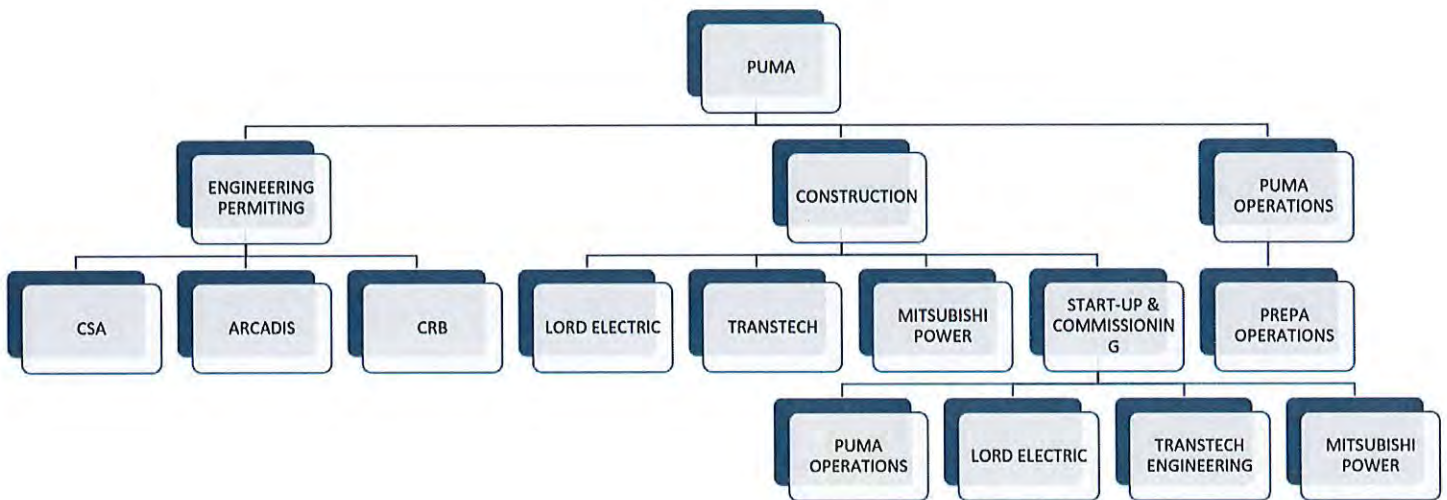 PUMA
ENGINEERING
PERMITING
CONSTRUCTION
PUMA
OPERATIONS
CSA
ARCADIS
CRB
LORD ELECTRIC
TRANSTECH
MITSUBISHI
POWER
START-UP &
COMMISSIONIN
G
PREPA
OPERATIONS
PUMA
OPERATIONS
LORD ELECTRIC
TRANSTECH
ENGINEERING
MITSUBISHI
POWER